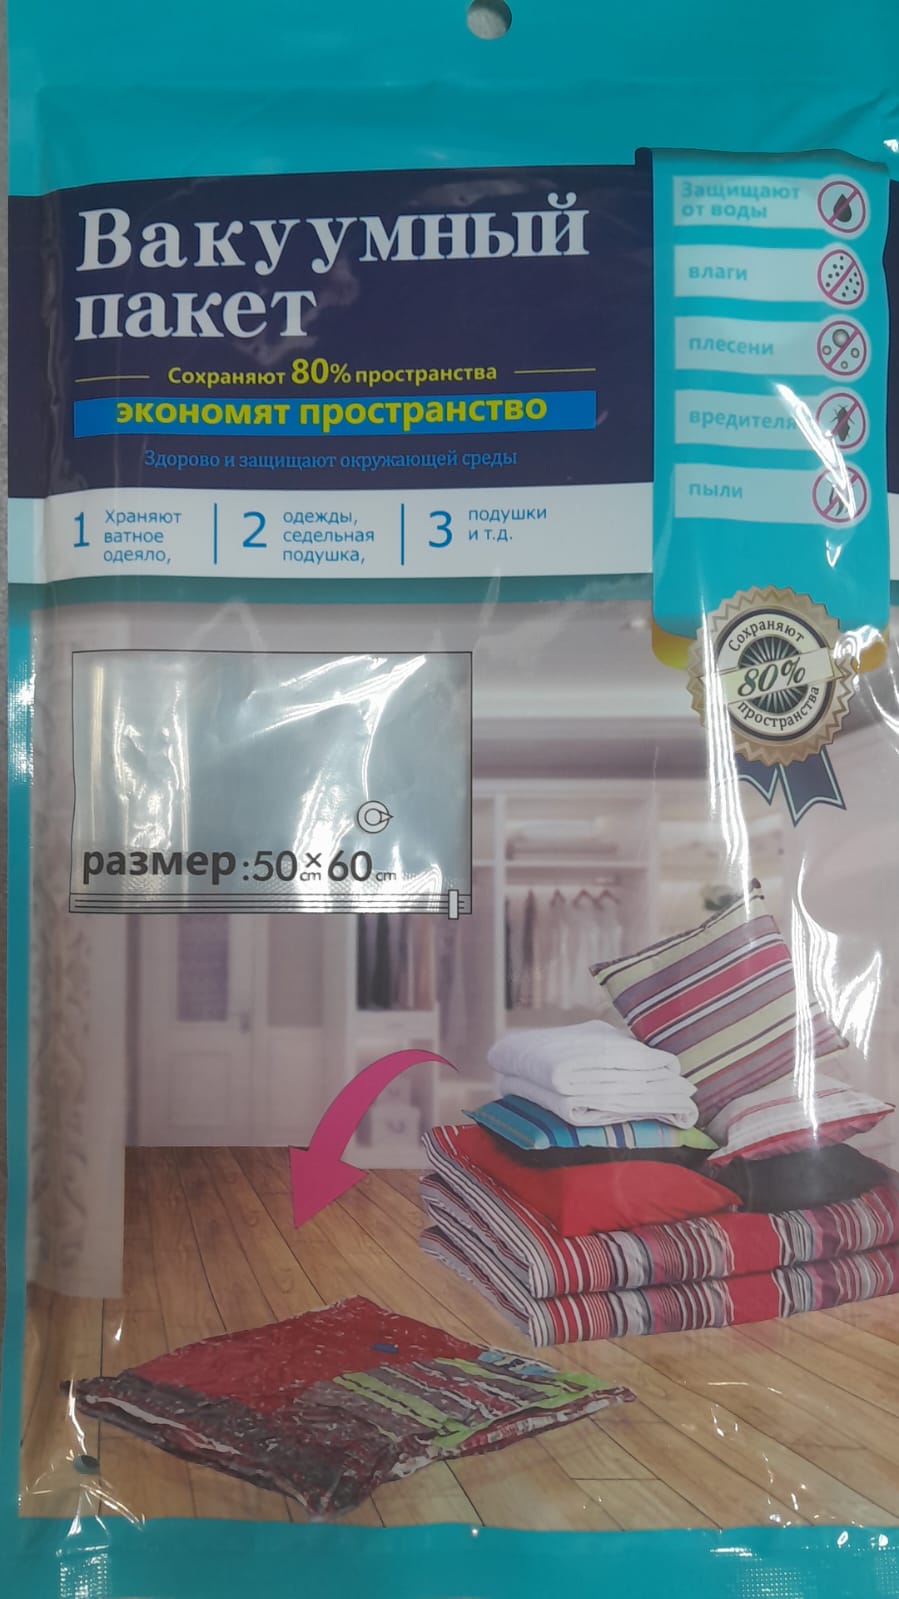 Вакуумный
пакет
Сохраняют 80% пространства
экономят пространство
Здорово и защищают окружающей среды
Защищают
от воды
влаги
плесени
вредителя
пыли
1 Храняют
ватное
одеяло,
2 одежды,
седельная
подушка,
3 подушки
и т.д.
Сохраняют
80%
пространства
размер:50cm×60cm